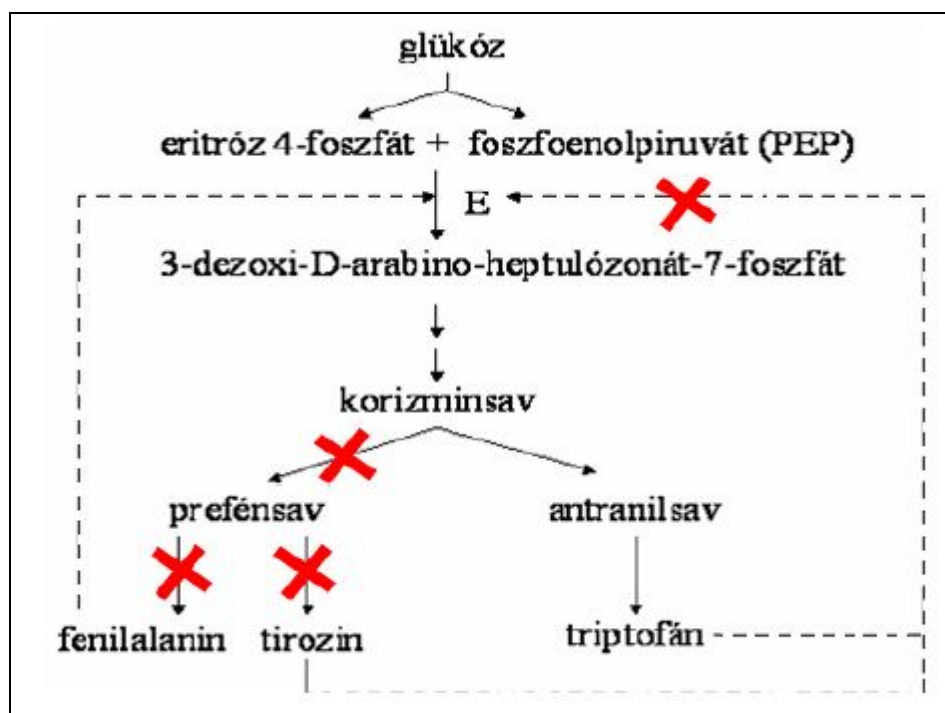 glükóz
eritróz 4-foszfát + foszfoenolpiruvát (PEP)
E
3-dezoxi-D-arabino-heptulózonát-7-foszfát
korizminsav
prefénsav antranilsav
fenilalanin tirozin triptofán